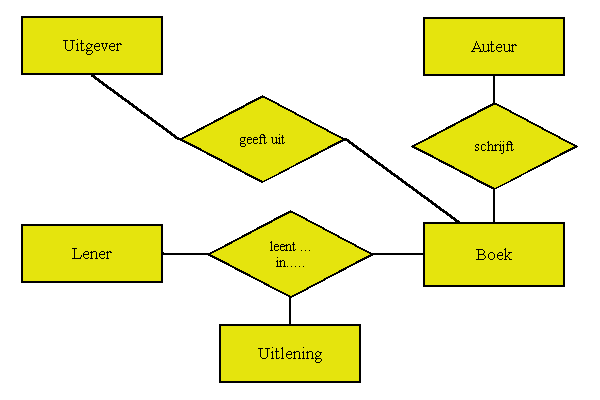 Uitgever
Auteur
geeft uit
schrijft
Lener
leent ...
in.....
Boek
Uitlening